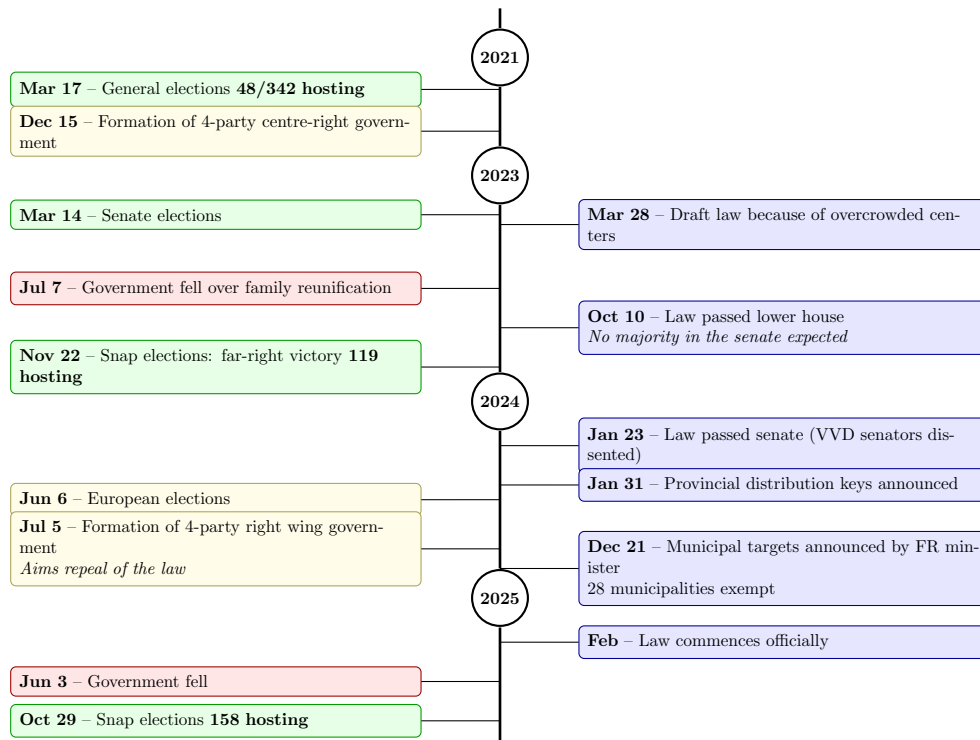 2021
Mar 17 – General elections 48/342 hosting
Dec 15 – Formation of 4-party centre-right govern-
ment
2023
Mar 14 – Senate elections
Mar 28 – Draft law because of overcrowded cen-
ters
Jul 7 – Government fell over family reunification
Oct 10 – Law passed lower house
No majority in the senate expected
Nov 22 – Snap elections: far-right victory 119
hosting
2024
Jan 23 – Law passed senate (VVD senators dis-
sented)
Jan 31 – Provincial distribution keys announced
Jun 6 – European elections
Jul 5 – Formation of 4-party right wing govern-
ment
Aims repeal of the law
Dec 21 – Municipal targets announced by FR min-
ister
28 municipalities exempt
2025
Feb – Law commences officially
Jun 3 – Government fell
Oct 29 – Snap elections 158 hosting